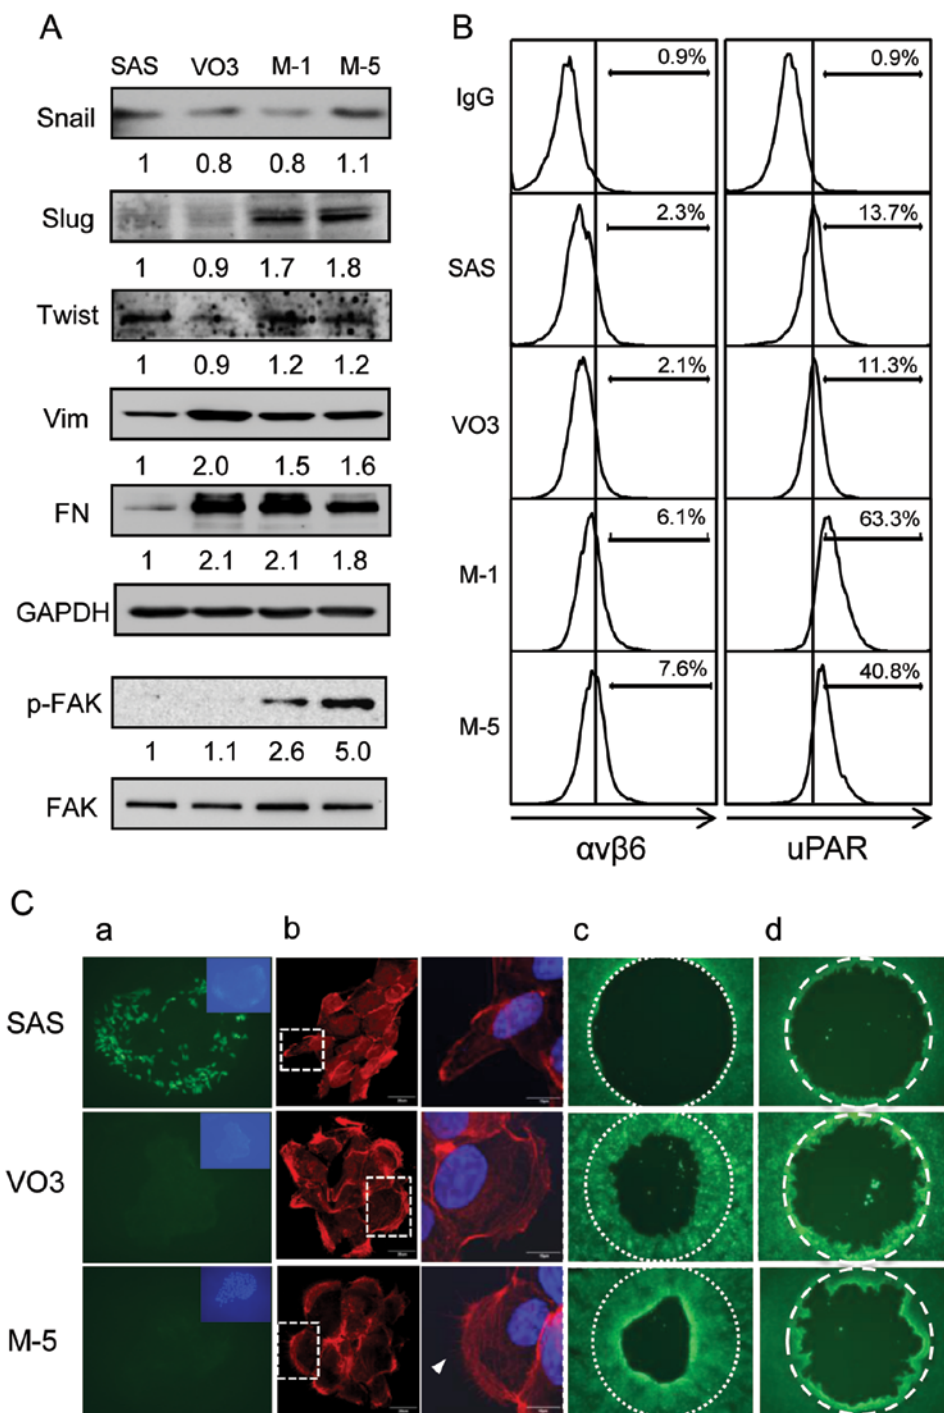 A
SAS VO3 M-1 M-5
Snail
1 0.8 0.8 1.1
Slug
1 0.9 1.7 1.8
Twist
1 0.9 1.2 1.2
Vim
1 2.0 1.5 1.6
FN
1 2.1 2.1 1.8
GAPDH
p-FAK
1 1.1 2.6 5.0
FAK
B
IgG 0.9% 0.9%
SAS 2.3% 13.7%
VO3 2.1% 11.3%
M-1 6.1% 63.3%
M-5 7.6% 40.8%
αvβ6 uPAR
C
a b c d
SAS
VO3
M-5